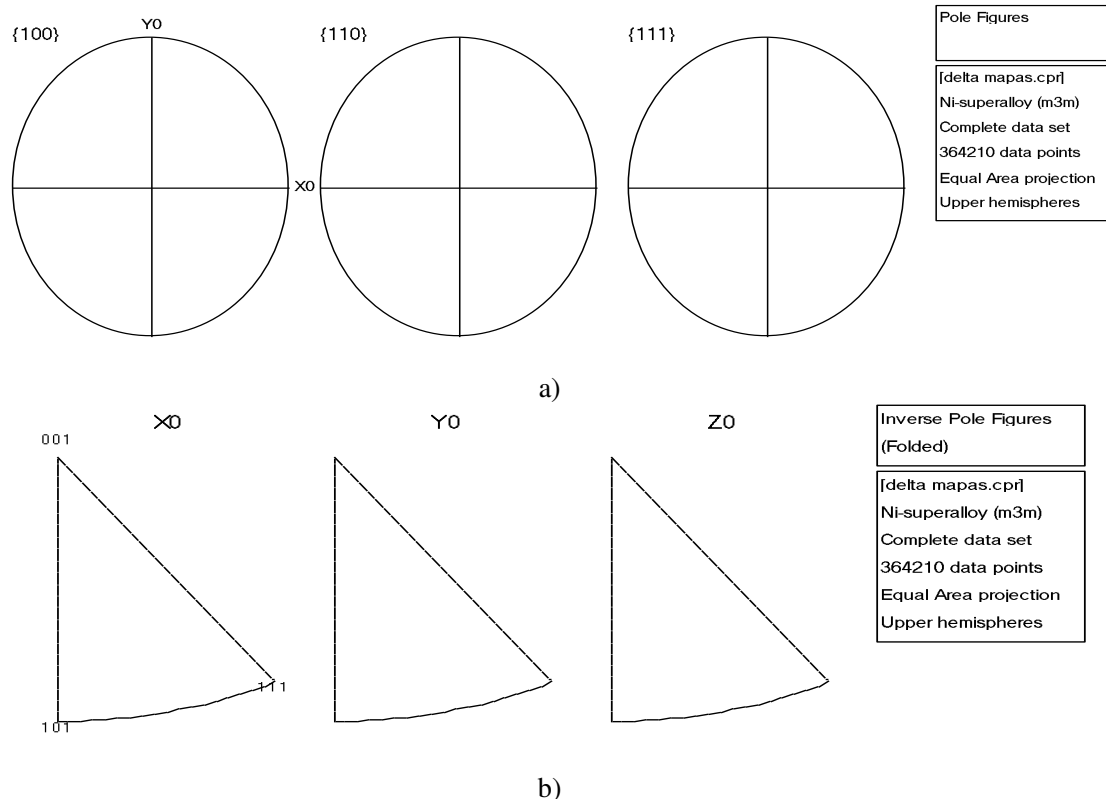 {100}
Y0
X0
{110}
{111}
Pole Figures
[delta mapas.cpr]
Ni-superalloy (m3m)
Complete data set
364210 data points
Equal Area projection
Upper hemispheres
a)
X0
Y0
Z0
001
111
101
Inverse Pole Figures
(Folded)
[delta mapas.cpr]
Ni-superalloy (m3m)
Complete data set
364210 data points
Equal Area projection
Upper hemispheres
b)